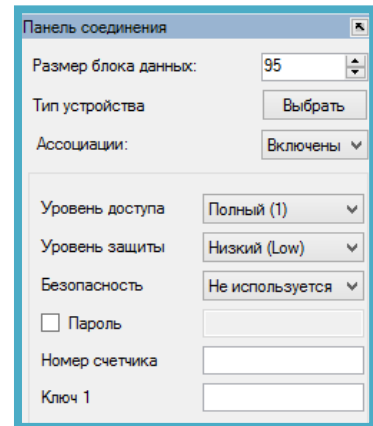 Панель соединения
Размер блока данных: 95
Тип устройства Выбрать
Ассоциации: Включены
Уровень доступа Полный (1)
Уровень защиты Низкий (Low)
Безопасность Не используется
Пароль
Номер счетчика
Ключ 1